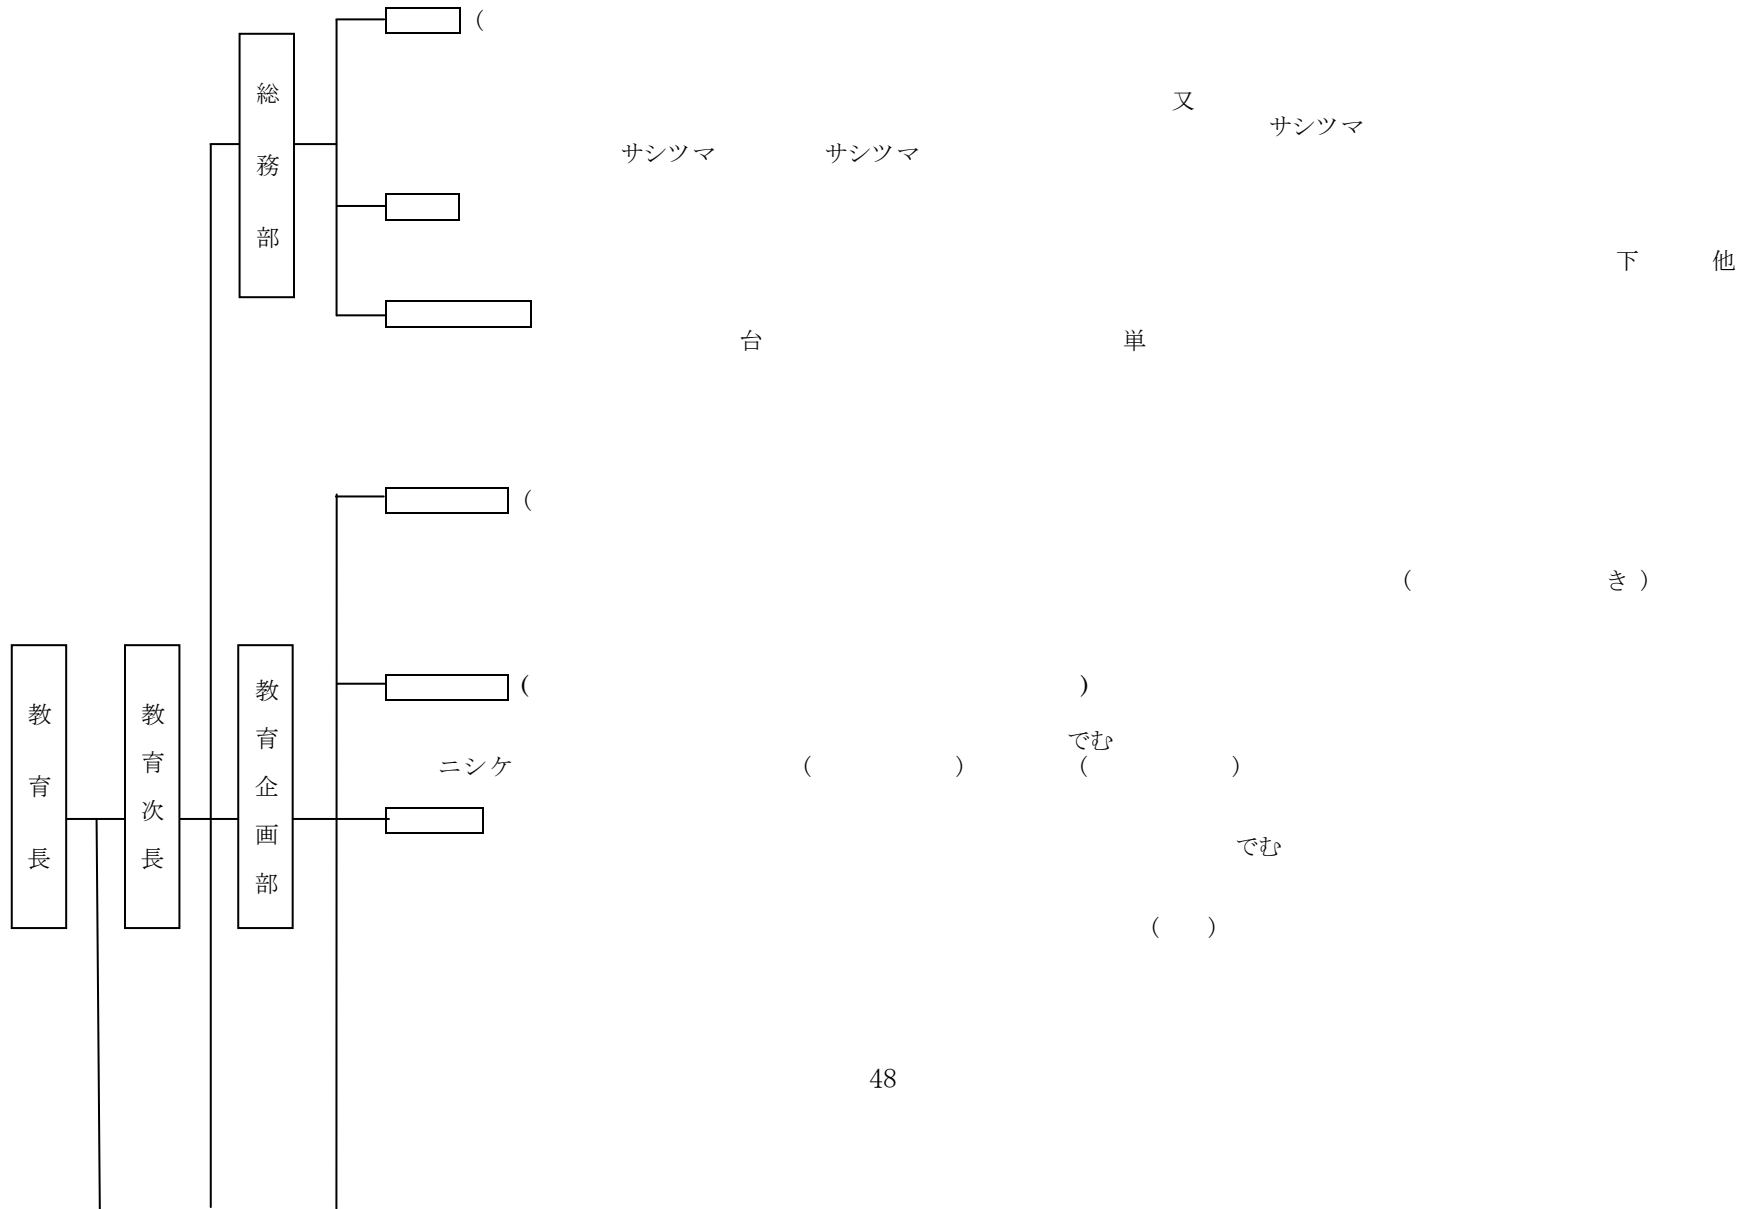 (
総務部
又
サシツマ
サシツマ サシツマ
下 他
台 単
(
( き )
( )
教育長
教育次長
教育企画部
でむ
ニシケ ( ) ( )
でむ
( )
48